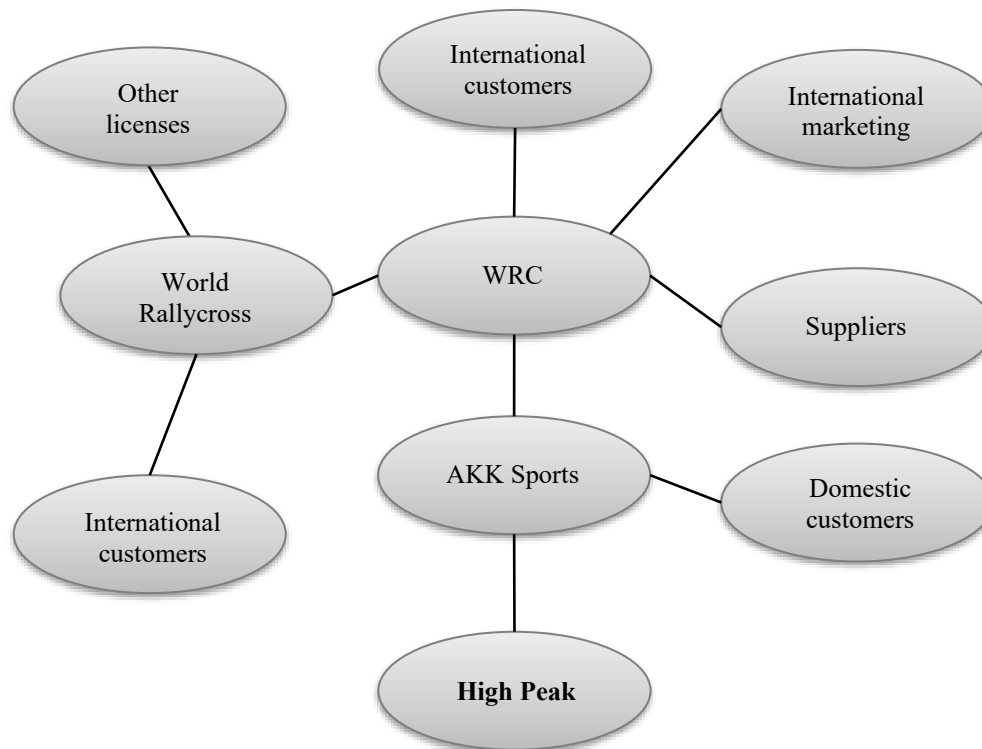 International
customers
Other
licenses
International
marketing
World
Rallycross
WRC
Suppliers
AKK Sports
Domestic
customers
International
customers
High Peak